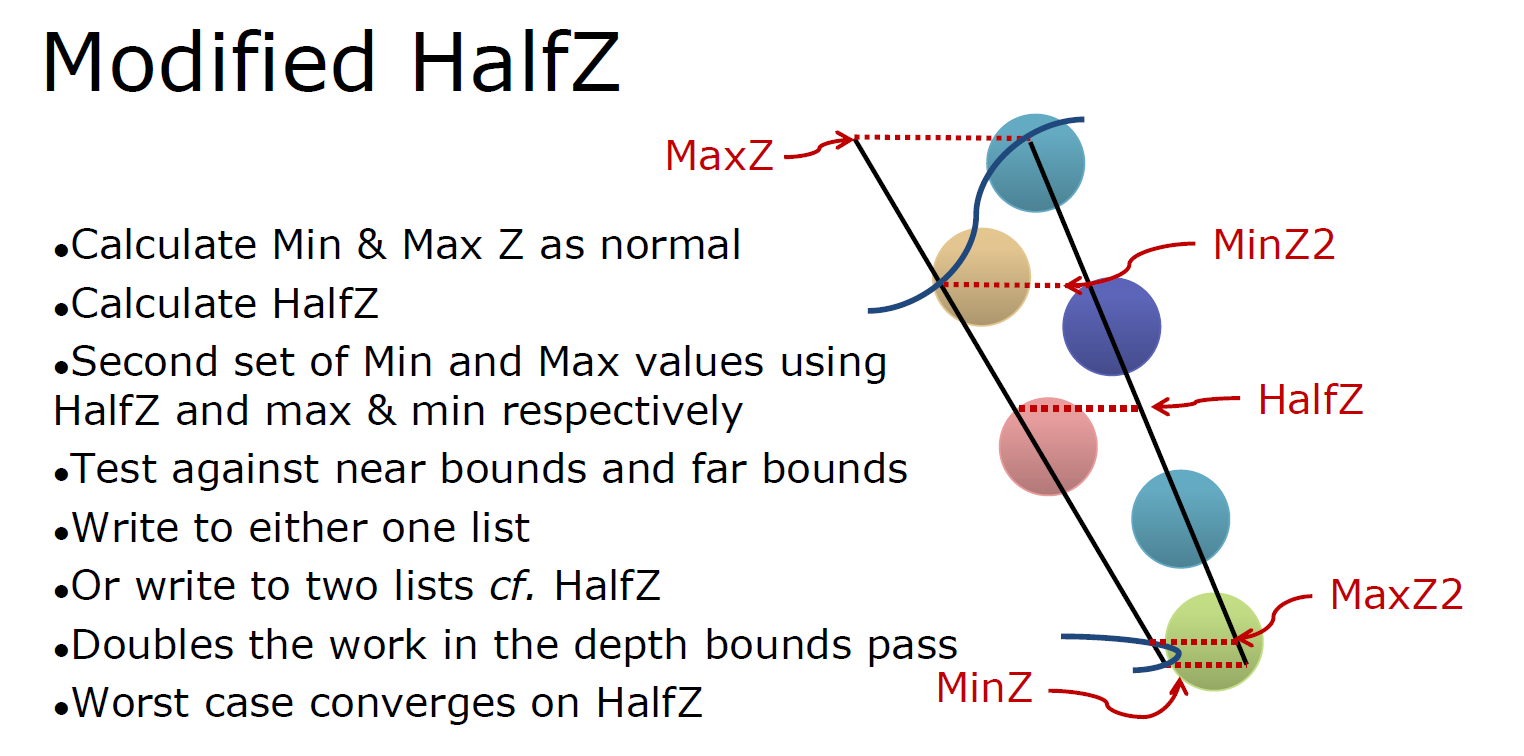 Modified HalfZ
MaxZ
•Calculate Min & Max Z as normal
MinZ2
•Calculate HalfZ
•Second set of Min and Max values using
HalfZ and max & min respectively
HalfZ
•Test against near bounds and far bounds
•Write to either one list
•Or write to two lists cf. HalfZ
MaxZ2
•Doubles the work in the depth bounds pass
MinZ
•Worst case converges on HalfZ